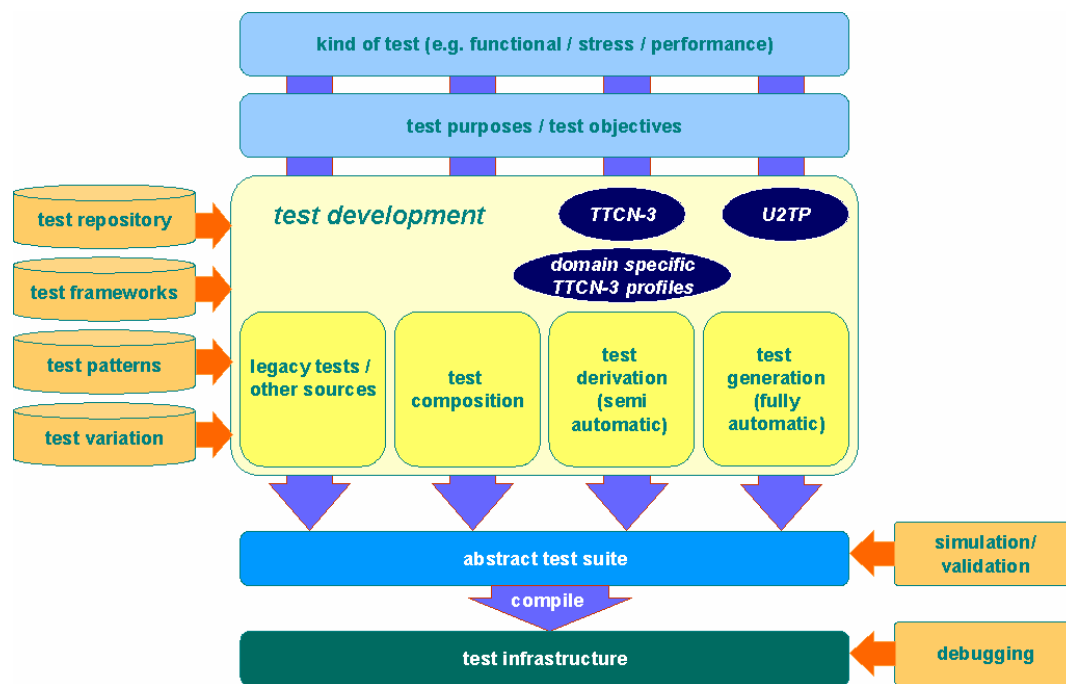 kind of test (e.g. functional / stress / performance)
test purposes / test objectives
test repository
test frameworks
test patterns
test variation
test development
TTCN-3
U2TP
domain specific
TTCN-3 profiles
legacy tests /
other sources
test
composition
test
derivation
(semi
automatic)
test
generation
(fully
automatic)
abstract test suite
simulation/
validation
compile
test infrastructure
debugging